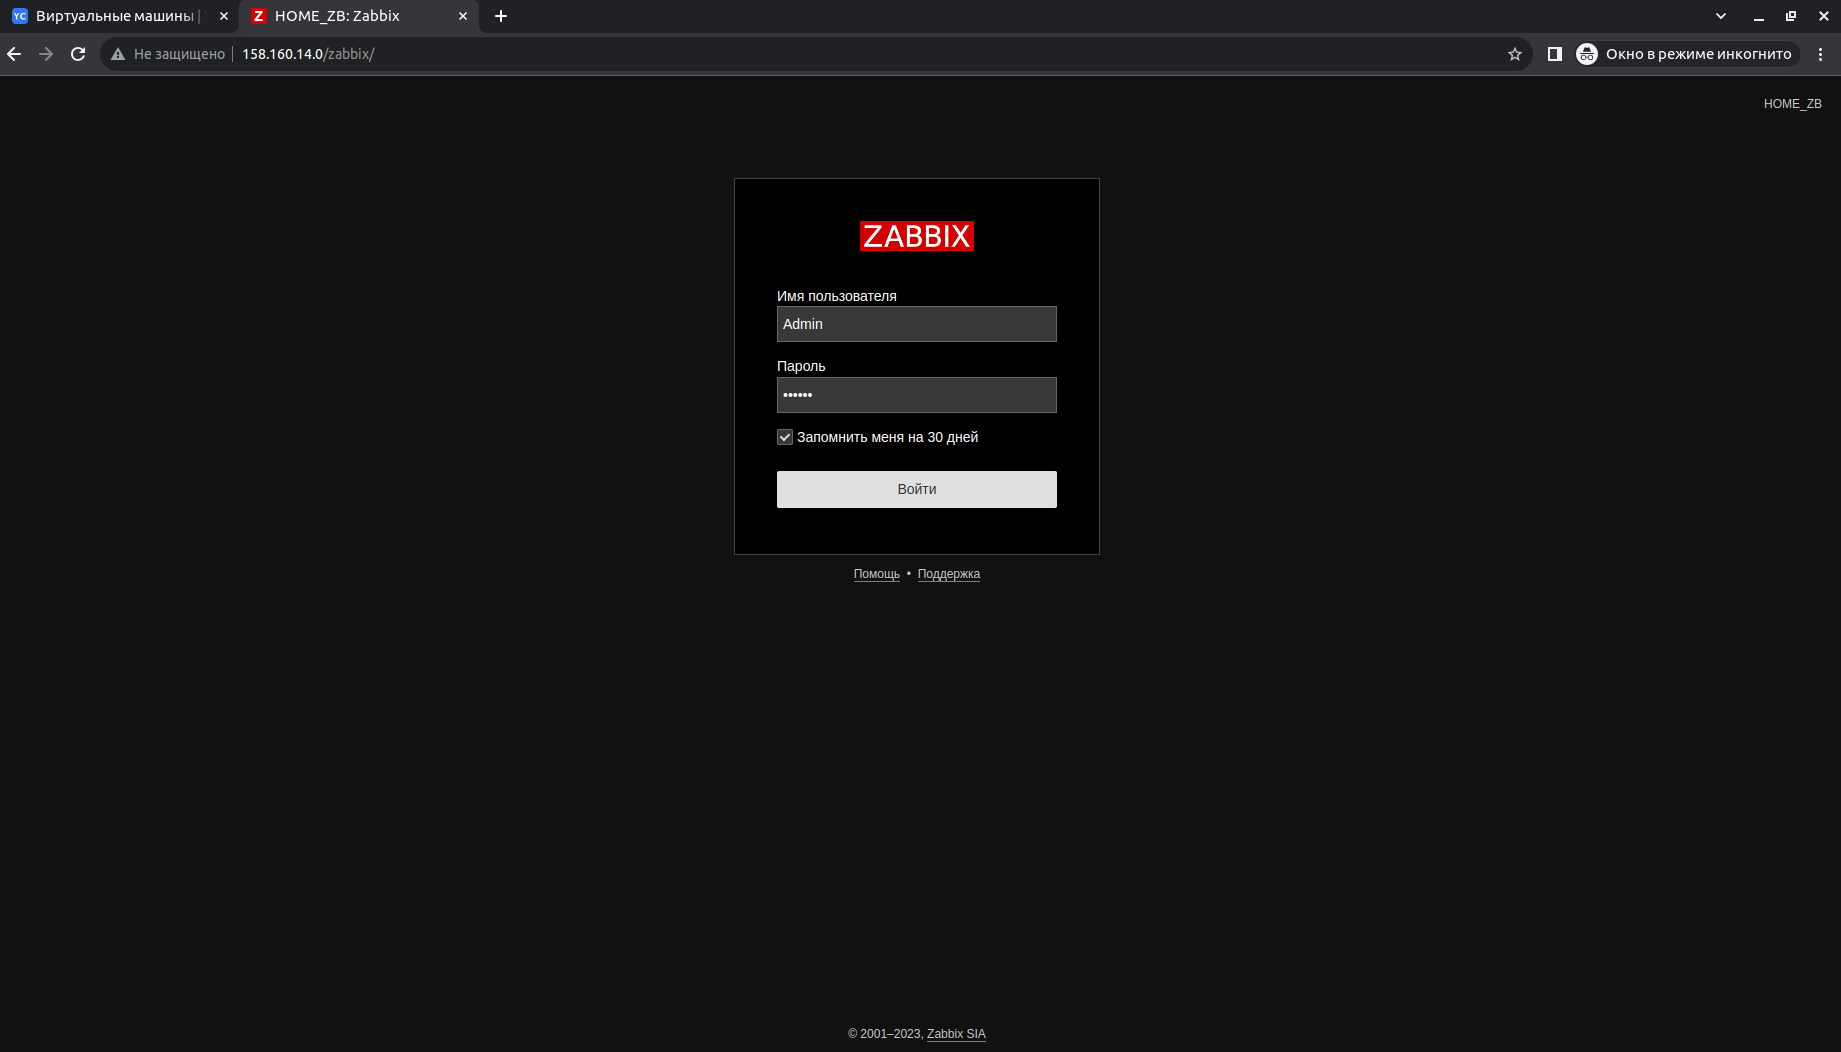 YC Виртуальные машины |
Z HOME_ZB: Zabbix
Не защищено 158.160.14.0/zabbix/
Окно в режиме инкогнито
HOME_ZB
ZABBIX
Имя пользователя
Admin
Пароль
••••••
Запомнить меня на 30 дней
Войти
Помощь • Поддержка
© 2001–2023, Zabbix SIA